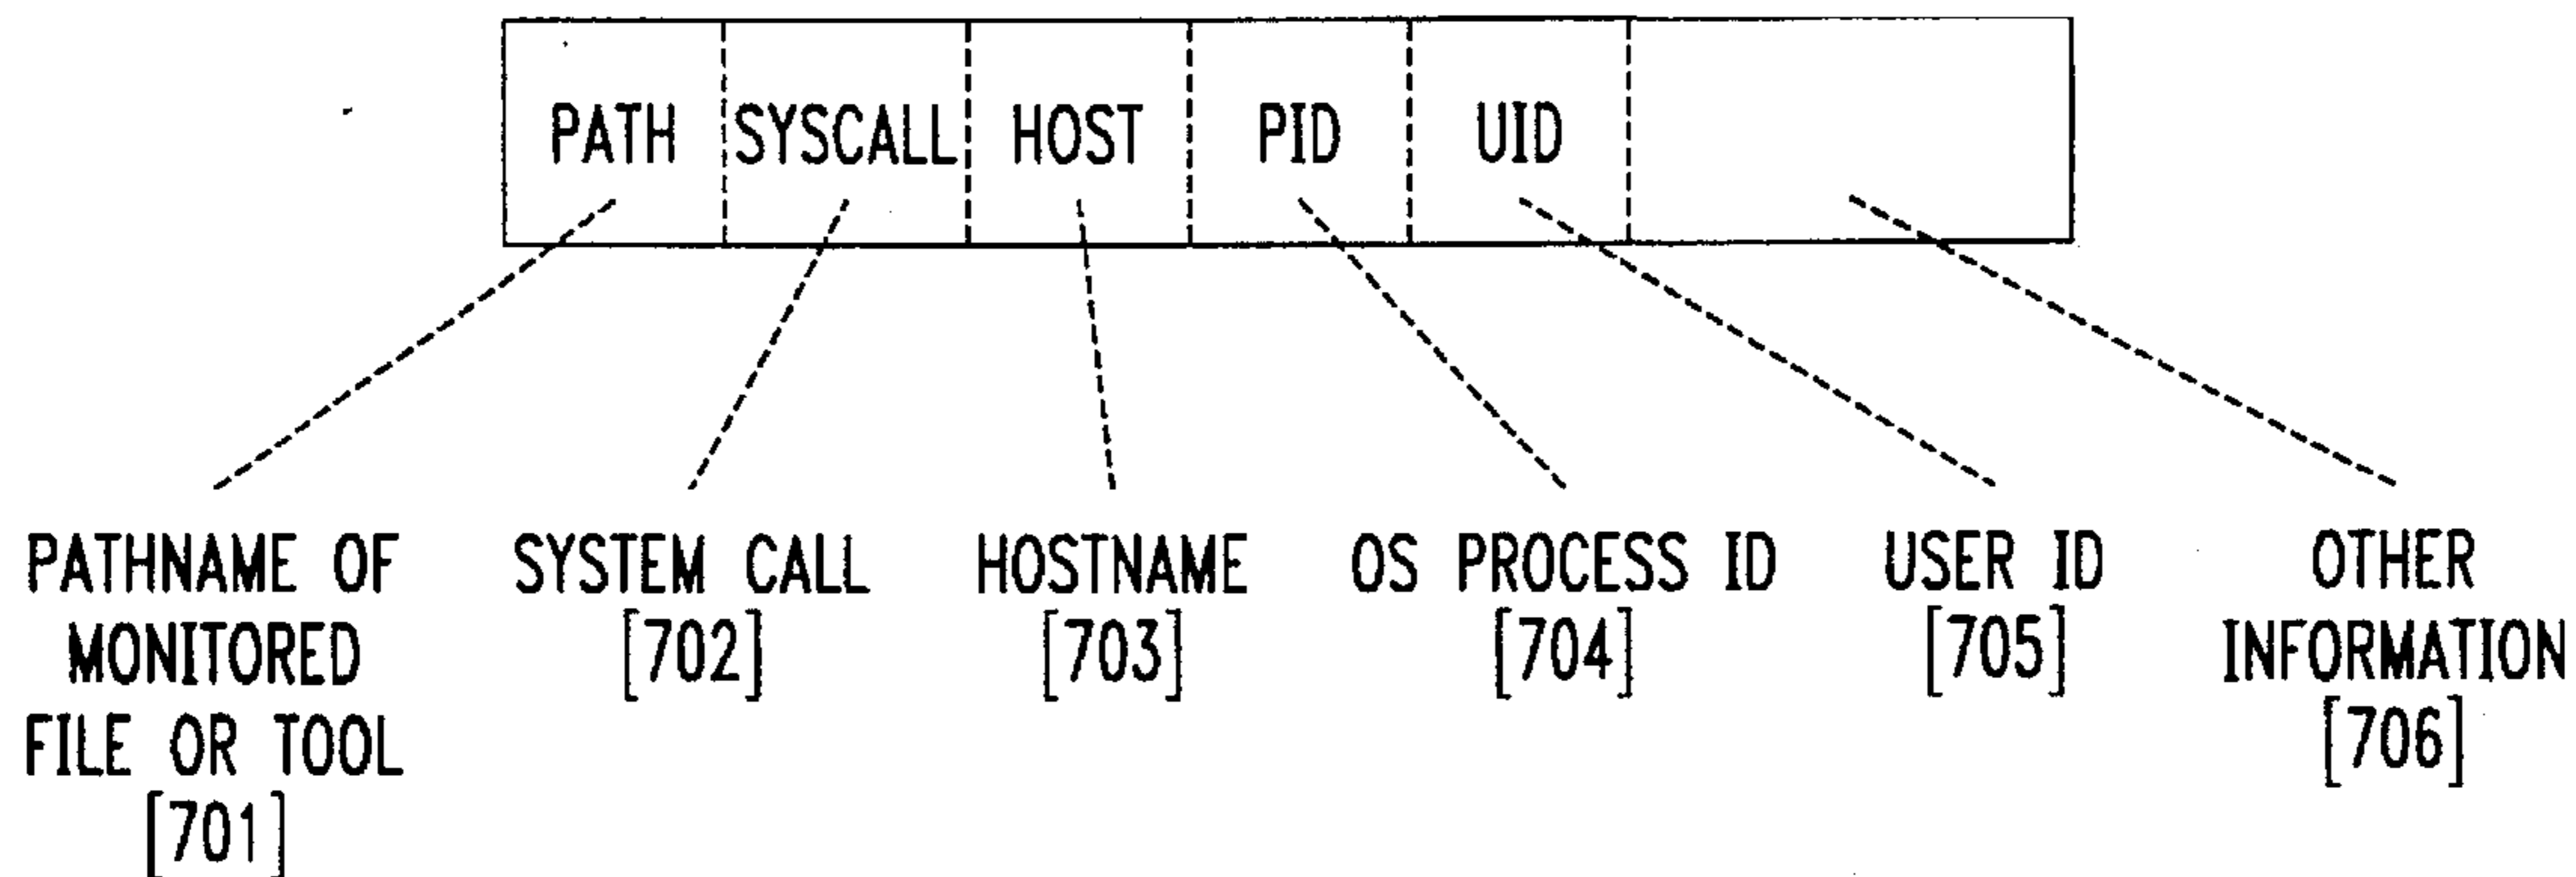 PATH SYSCALL HOST PID UID
PATHNAME OF SYSTEM CALL HOSTNAME OS PROCESS ID USER ID OTHER
MONITORED [702] [703] [704] [705] INFORMATION
FILE OR TOOL [706]
[701]